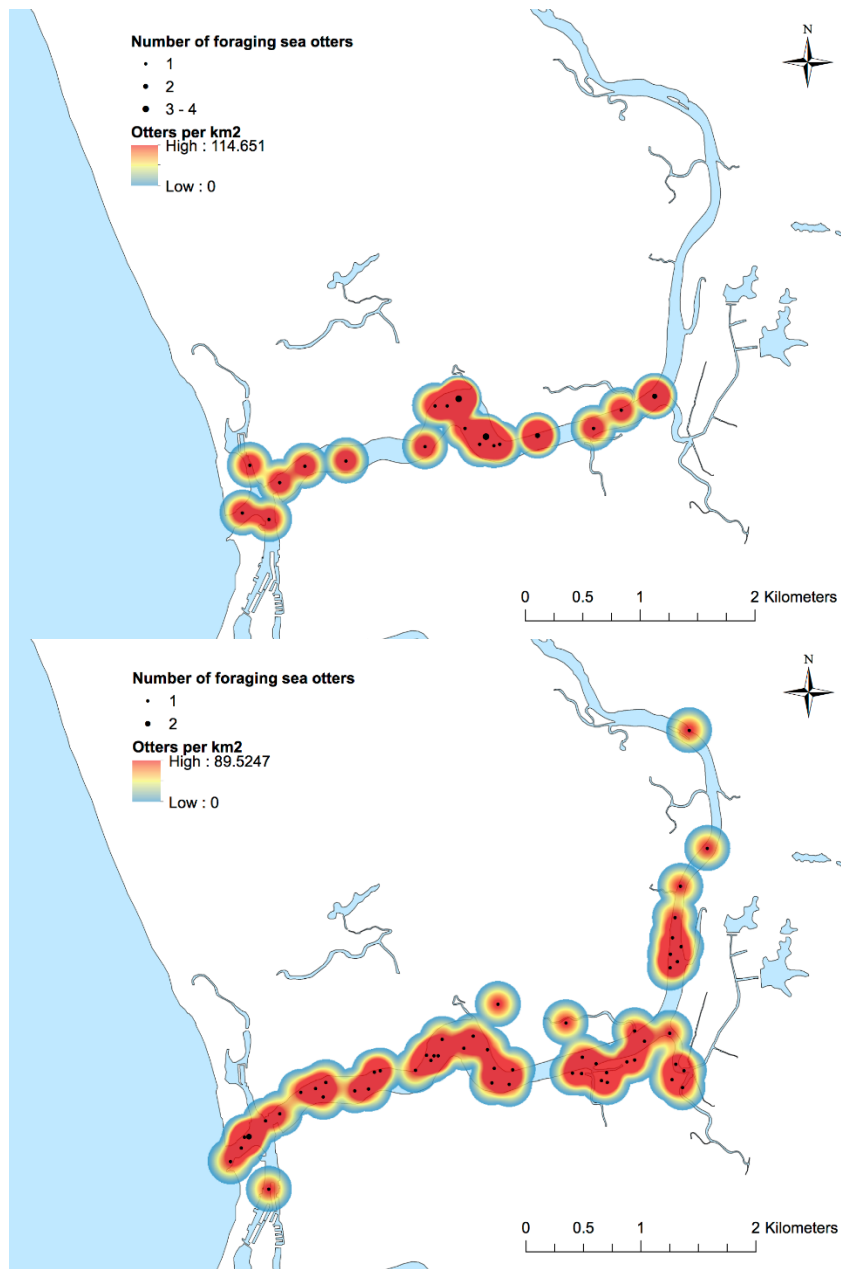 Number of foraging sea otters
1
2
3 - 4
Otters per km2
High : 114.651
Low : 0
N
0 0.5 1 2 Kilometers
Number of foraging sea otters
1
2
Otters per km2
High : 89.5247
Low : 0
N
0 0.5 1 2 Kilometers